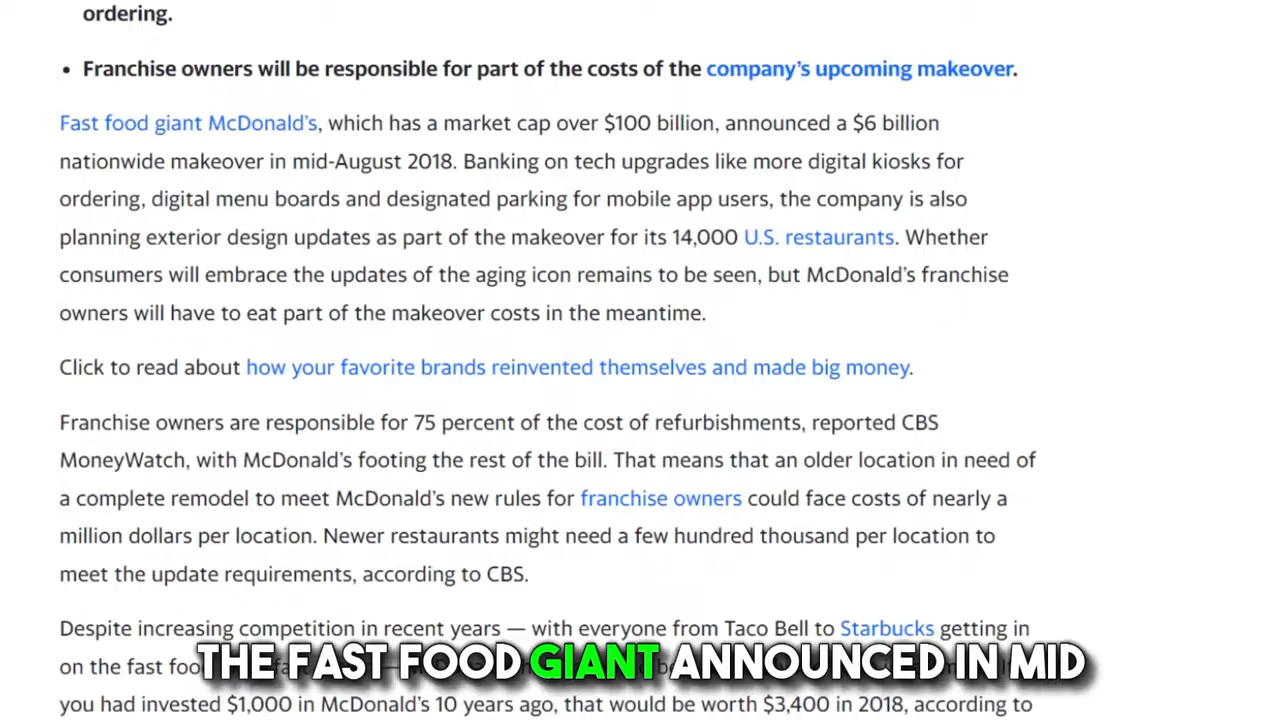 ordering.
• Franchise owners will be responsible for part of the costs of the company's upcoming makeover.
Fast food giant McDonald's, which has a market cap over $100 billion, announced a $6 billion
nationwide makeover in mid-August 2018. Banking on tech upgrades like more digital kiosks for
ordering, digital menu boards and designated parking for mobile app users, the company is also
planning exterior design updates as part of the makeover for its 14,000 U.S. restaurants. Whether
consumers will embrace the updates of the aging icon remains to be seen, but McDonald's franchise
owners will have to eat part of the makeover costs in the meantime.
Click to read about how your favorite brands reinvented themselves and made big money.
Franchise owners are responsible for 75 percent of the cost of refurbishments, reported CBS
MoneyWatch, with McDonald's footing the rest of the bill. That means that an older location in need of
a complete remodel to meet McDonald's new rules for franchise owners could face costs of nearly a
million dollars per location. Newer restaurants might need a few hundred thousand per location to
meet the update requirements, according to CBS.
Despite increasing competition in recent years — with everyone from Taco Bell to Starbucks getting in
on the fast food
THE FAST FOOD GIANT ANNOUNCED IN MID
you had invested $1,000 in McDonald's 10 years ago, that would be worth $3,400 in 2018, according to